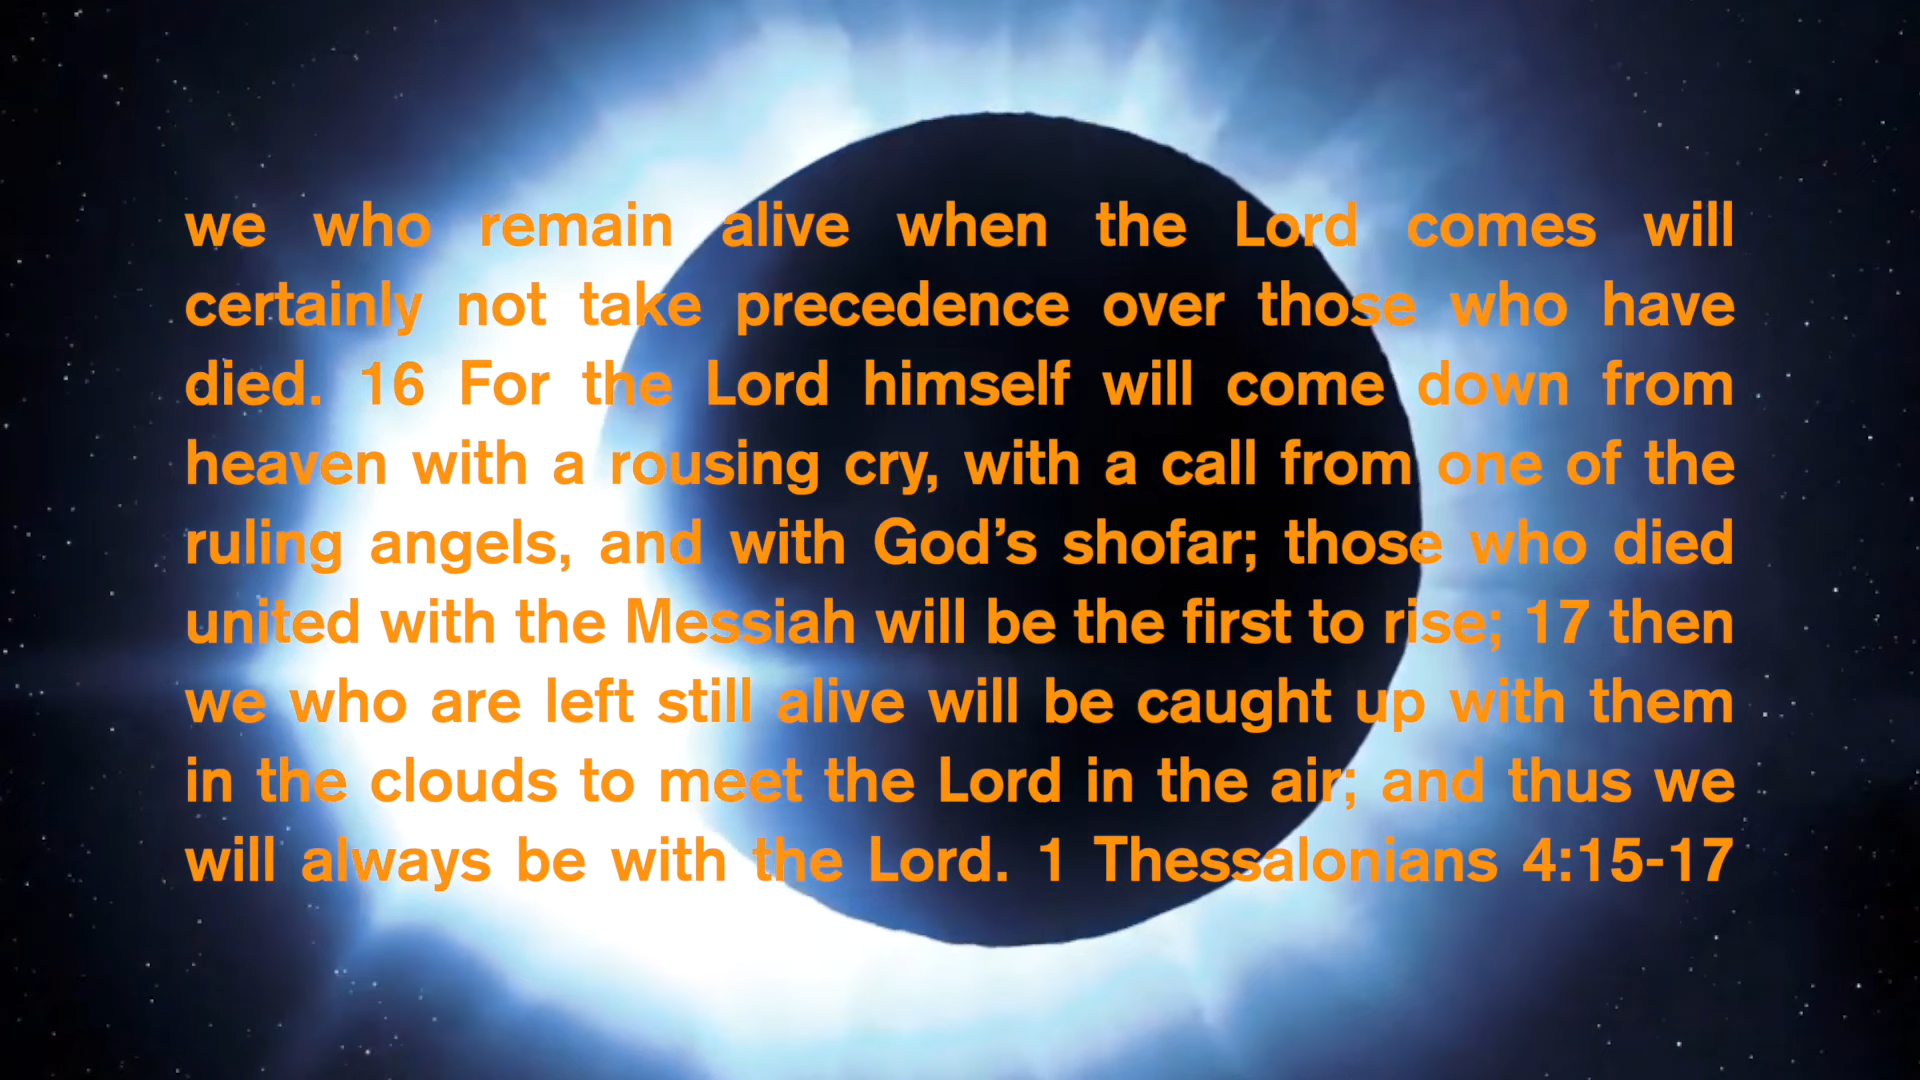 we who remain alive when the Lord comes will
certainly not take precedence over those who have
died. 16 For the Lord himself will come down from
heaven with a rousing cry, with a call from one of the
ruling angels, and with God’s shofar; those who died
united with the Messiah will be the first to rise; 17 then
we who are left still alive will be caught up with them
in the clouds to meet the Lord in the air; and thus we
will always be with the Lord. 1 Thessalonians 4:15-17